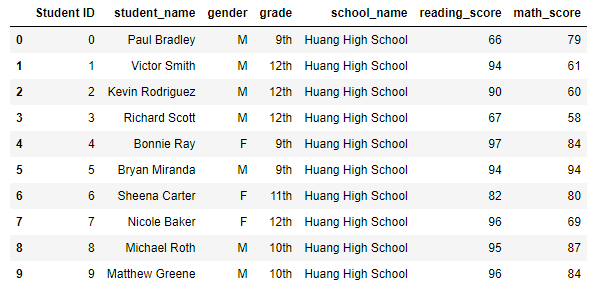 Student ID student_name gender grade school_name reading_score math_score
0 0 Paul Bradley M 9th Huang High School 66 79
1 1 Victor Smith M 12th Huang High School 94 61
2 2 Kevin Rodriguez M 12th Huang High School 90 60
3 3 Richard Scott M 12th Huang High School 67 58
4 4 Bonnie Ray F 9th Huang High School 97 84
5 5 Bryan Miranda M 9th Huang High School 94 94
6 6 Sheena Carter F 11th Huang High School 82 80
7 7 Nicole Baker F 12th Huang High School 96 69
8 8 Michael Roth M 10th Huang High School 95 87
9 9 Matthew Greene M 10th Huang High School 96 84